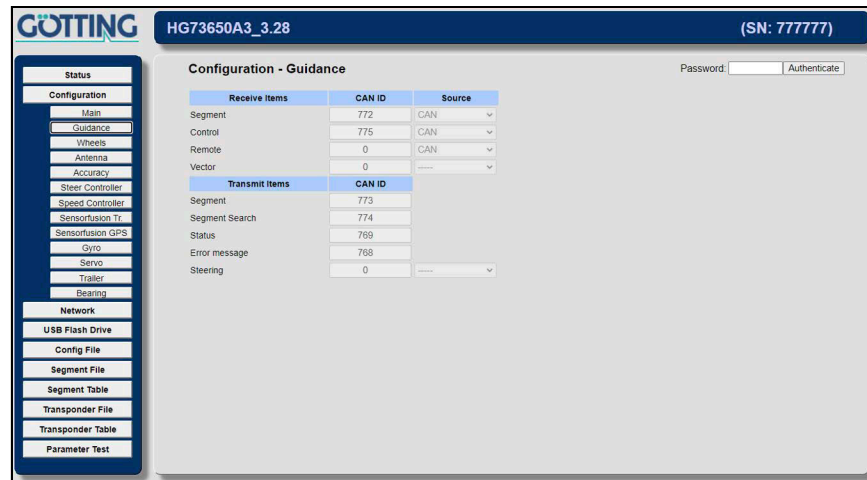 GÖTTING
HG73650A3_3.28 (SN: 777777)
Status
Configuration
Main
Guidance
Wheels
Antenna
Accuracy
Steer Controller
Speed Controller
Sensorfusion Tr.
Sensorfusion GPS
Gyro
Servo
Trailer
Bearing
Network
USB Flash Drive
Config File
Segment File
Segment Table
Transponder File
Transponder Table
Parameter Test
Configuration - Guidance
Password: Authenticate
Receive Items CAN ID Source
Segment 772 CAN
Control 775 CAN
Remote 0 CAN
Vector 0 -----
Transmit Items CAN ID
Segment 773
Segment Search 774
Status 769
Error message 768
Steering 0 -----